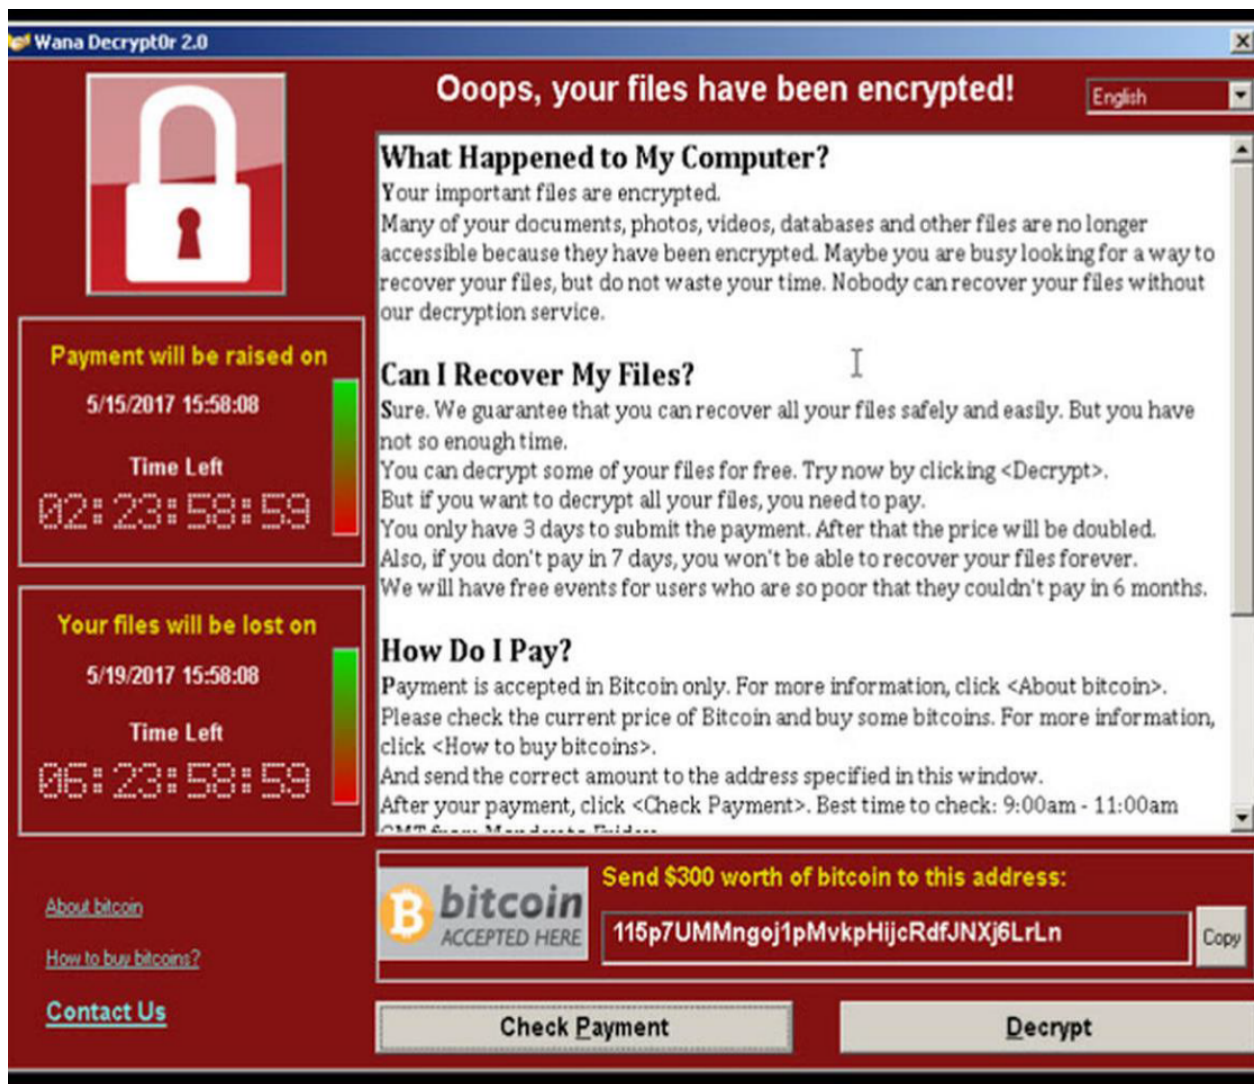 Wana Decrypt0r 2.0
Ooops, your files have been encrypted!
English
What Happened to My Computer?
Your important files are encrypted.
Many of your documents, photos, videos, databases and other files are no longer
accessible because they have been encrypted. Maybe you are busy looking for a way to
recover your files, but do not waste your time. Nobody can recover your files without
our decryption service.
Can I Recover My Files?
Sure. We guarantee that you can recover all your files safely and easily. But you have
not so enough time.
You can decrypt some of your files for free. Try now by clicking <Decrypt>.
But if you want to decrypt all your files, you need to pay.
You only have 3 days to submit the payment. After that the price will be doubled.
Also, if you don't pay in 7 days, you won't be able to recover your files forever.
We will have free events for users who are so poor that they couldn't pay in 6 months.
How Do I Pay?
Payment is accepted in Bitcoin only. For more information, click <About bitcoin>.
Please check the current price of Bitcoin and buy some bitcoins. For more information,
click <How to buy bitcoins>.
And send the correct amount to the address specified in this window.
After your payment, click <Check Payment>. Best time to check: 9:00am - 11:00am
GMT from Monday to Friday.
Payment will be raised on
5/15/2017 15:58:08
Time Left
02:23:58:59
Your files will be lost on
5/19/2017 15:58:08
Time Left
06:23:58:59
About bitcoin
How to buy bitcoins?
Contact Us
bitcoin
ACCEPTED HERE
Send $300 worth of bitcoin to this address:
115p7UMMngoj1pMvkpHijcRdfJNXj6LrLn
Copy
Check Payment
Decrypt